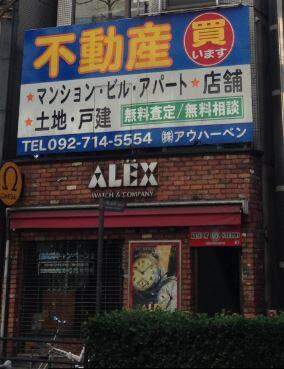 不動産 買います
★マンション・ビル・アパート★店舗
★土地・戸建 無料査定/無料相談
TEL092-714-5554 ㈱アウハーベン
Ω
ALEX
WATCH & COMPANY